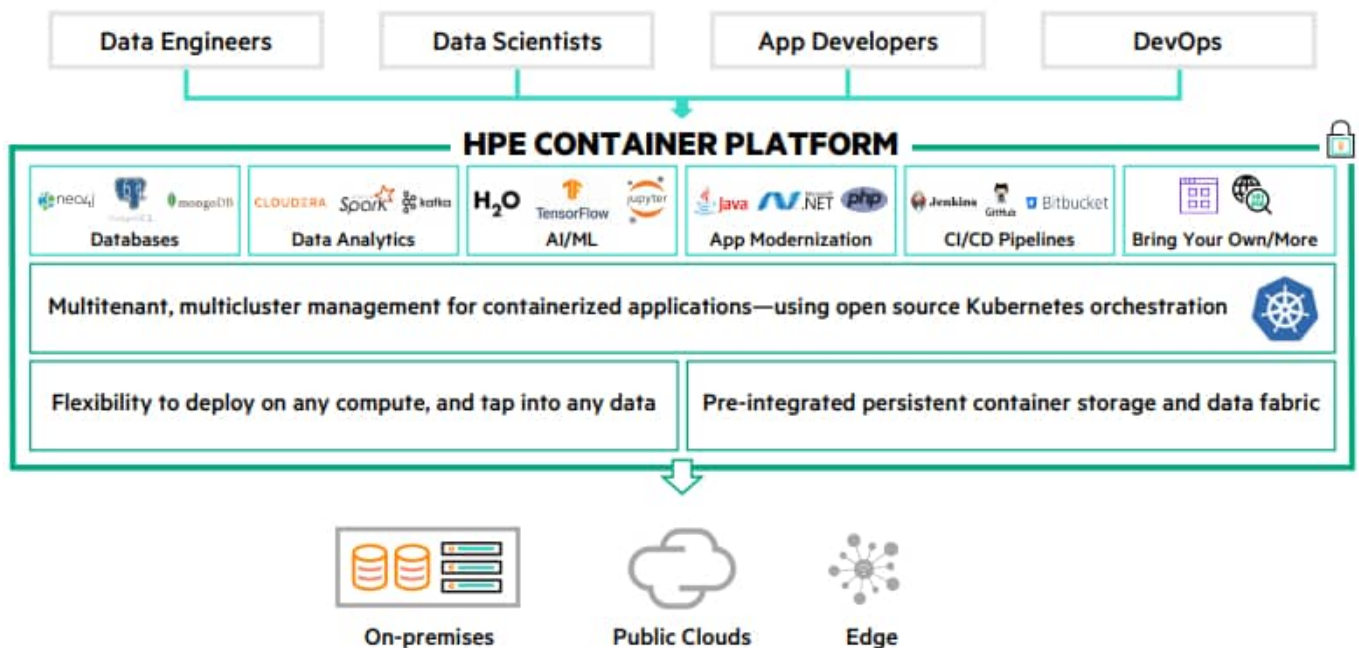 Data Engineers
Data Scientists
App Developers
DevOps
HPE CONTAINER PLATFORM
neo4j
mongoDB
Databases
CLOUDERA
Spark
kafka
Data Analytics
H2O
TensorFlow
jupyter
AI/ML
Java
Microsoft
.NET
php
App Modernization
Jenkins
GitHub
Bitbucket
CI/CD Pipelines
Bring Your Own/More
Multitenant, multicluster management for containerized applications—using open source Kubernetes orchestration
Flexibility to deploy on any compute, and tap into any data
Pre-integrated persistent container storage and data fabric
On-premises
Public Clouds
Edge